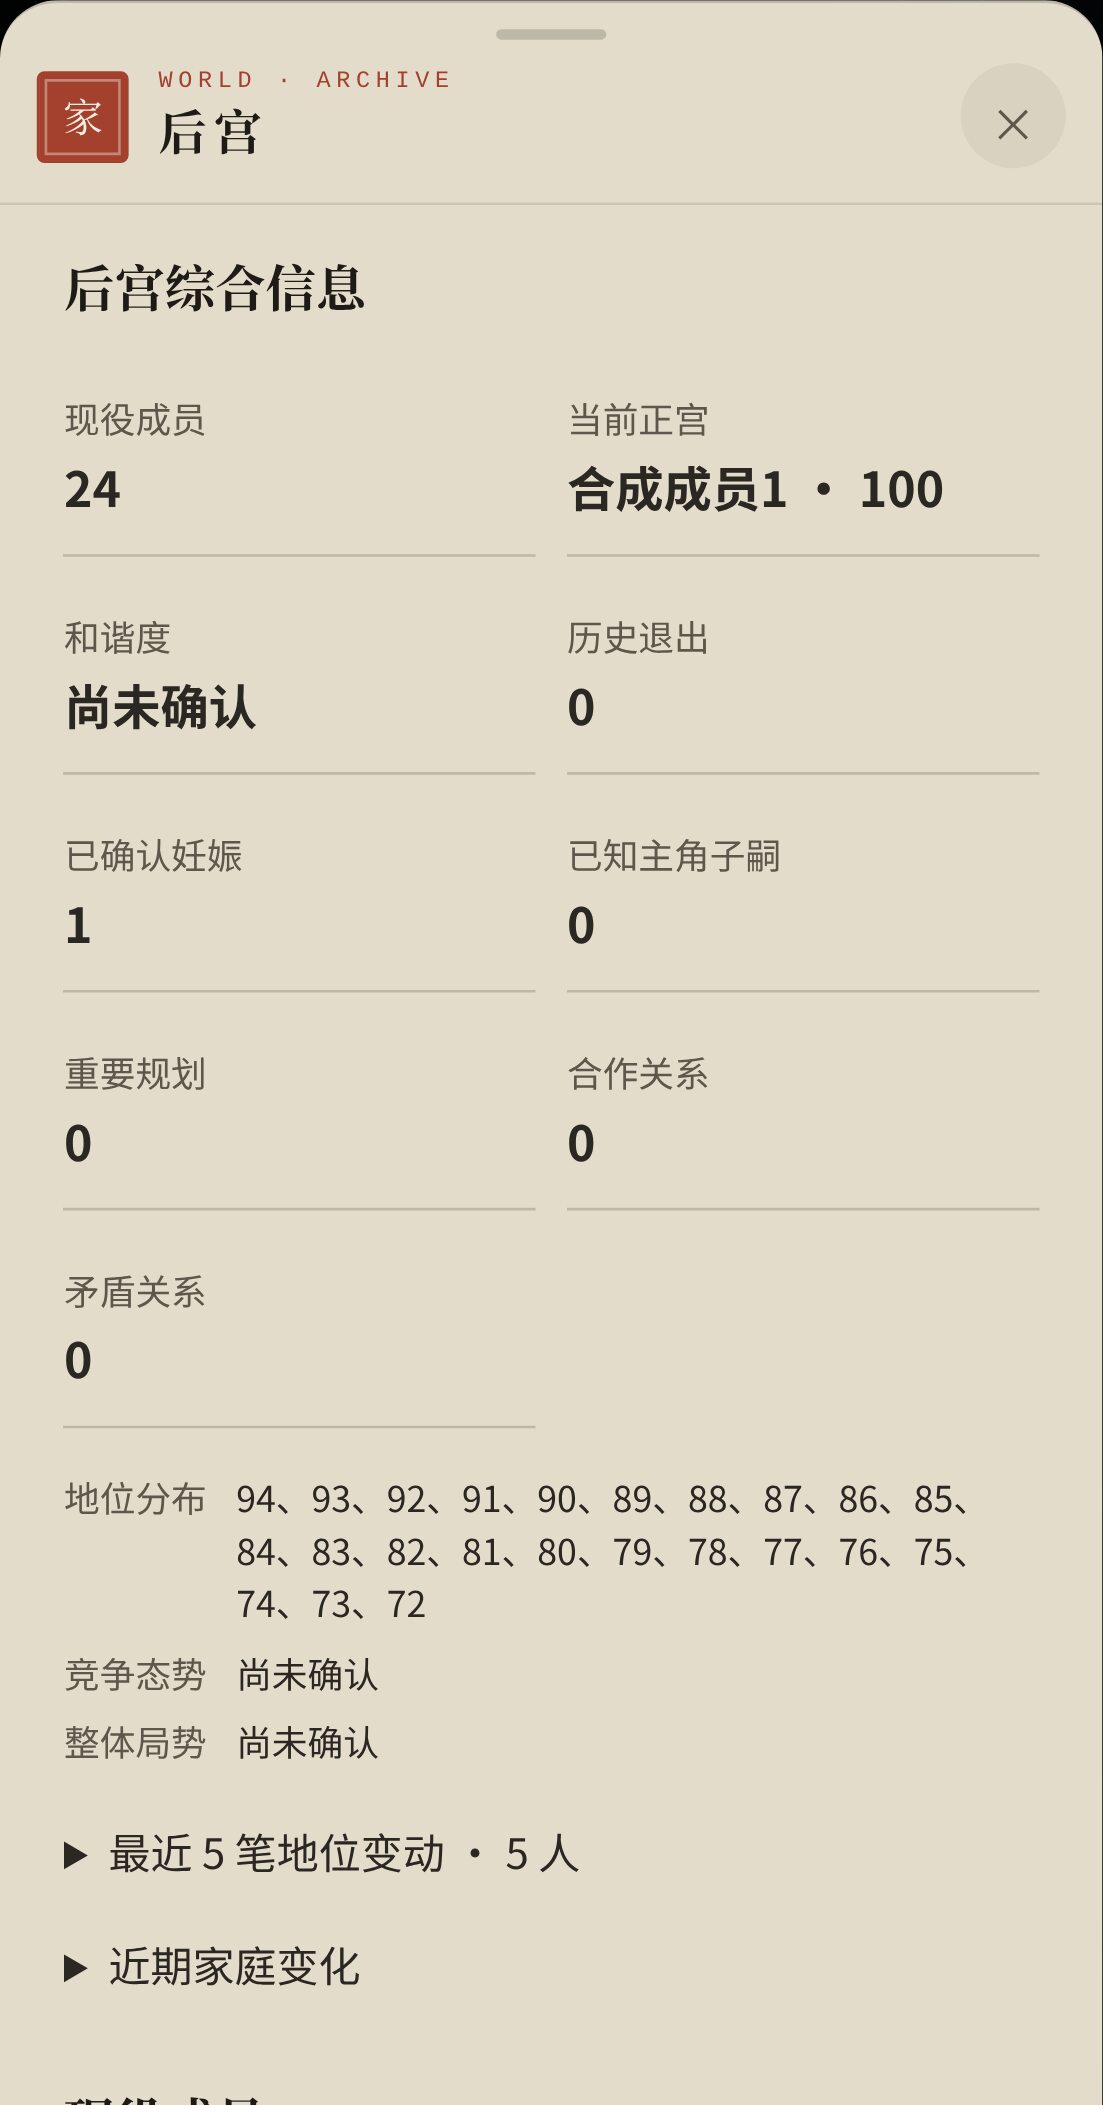 家
WORLD · ARCHIVE
后宫
后宫综合信息
现役成员
24
当前正宫
合成成员1 · 100
和谐度
尚未确认
历史退出
0
已确认妊娠
1
已知主角子嗣
0
重要规划
0
合作关系
0
矛盾关系
0
地位分布 94、93、92、91、90、89、88、87、86、85、
84、83、82、81、80、79、78、77、76、75、
74、73、72
竞争态势 尚未确认
整体局势 尚未确认
▶ 最近 5 笔地位变动 · 5 人
▶ 近期家庭变化